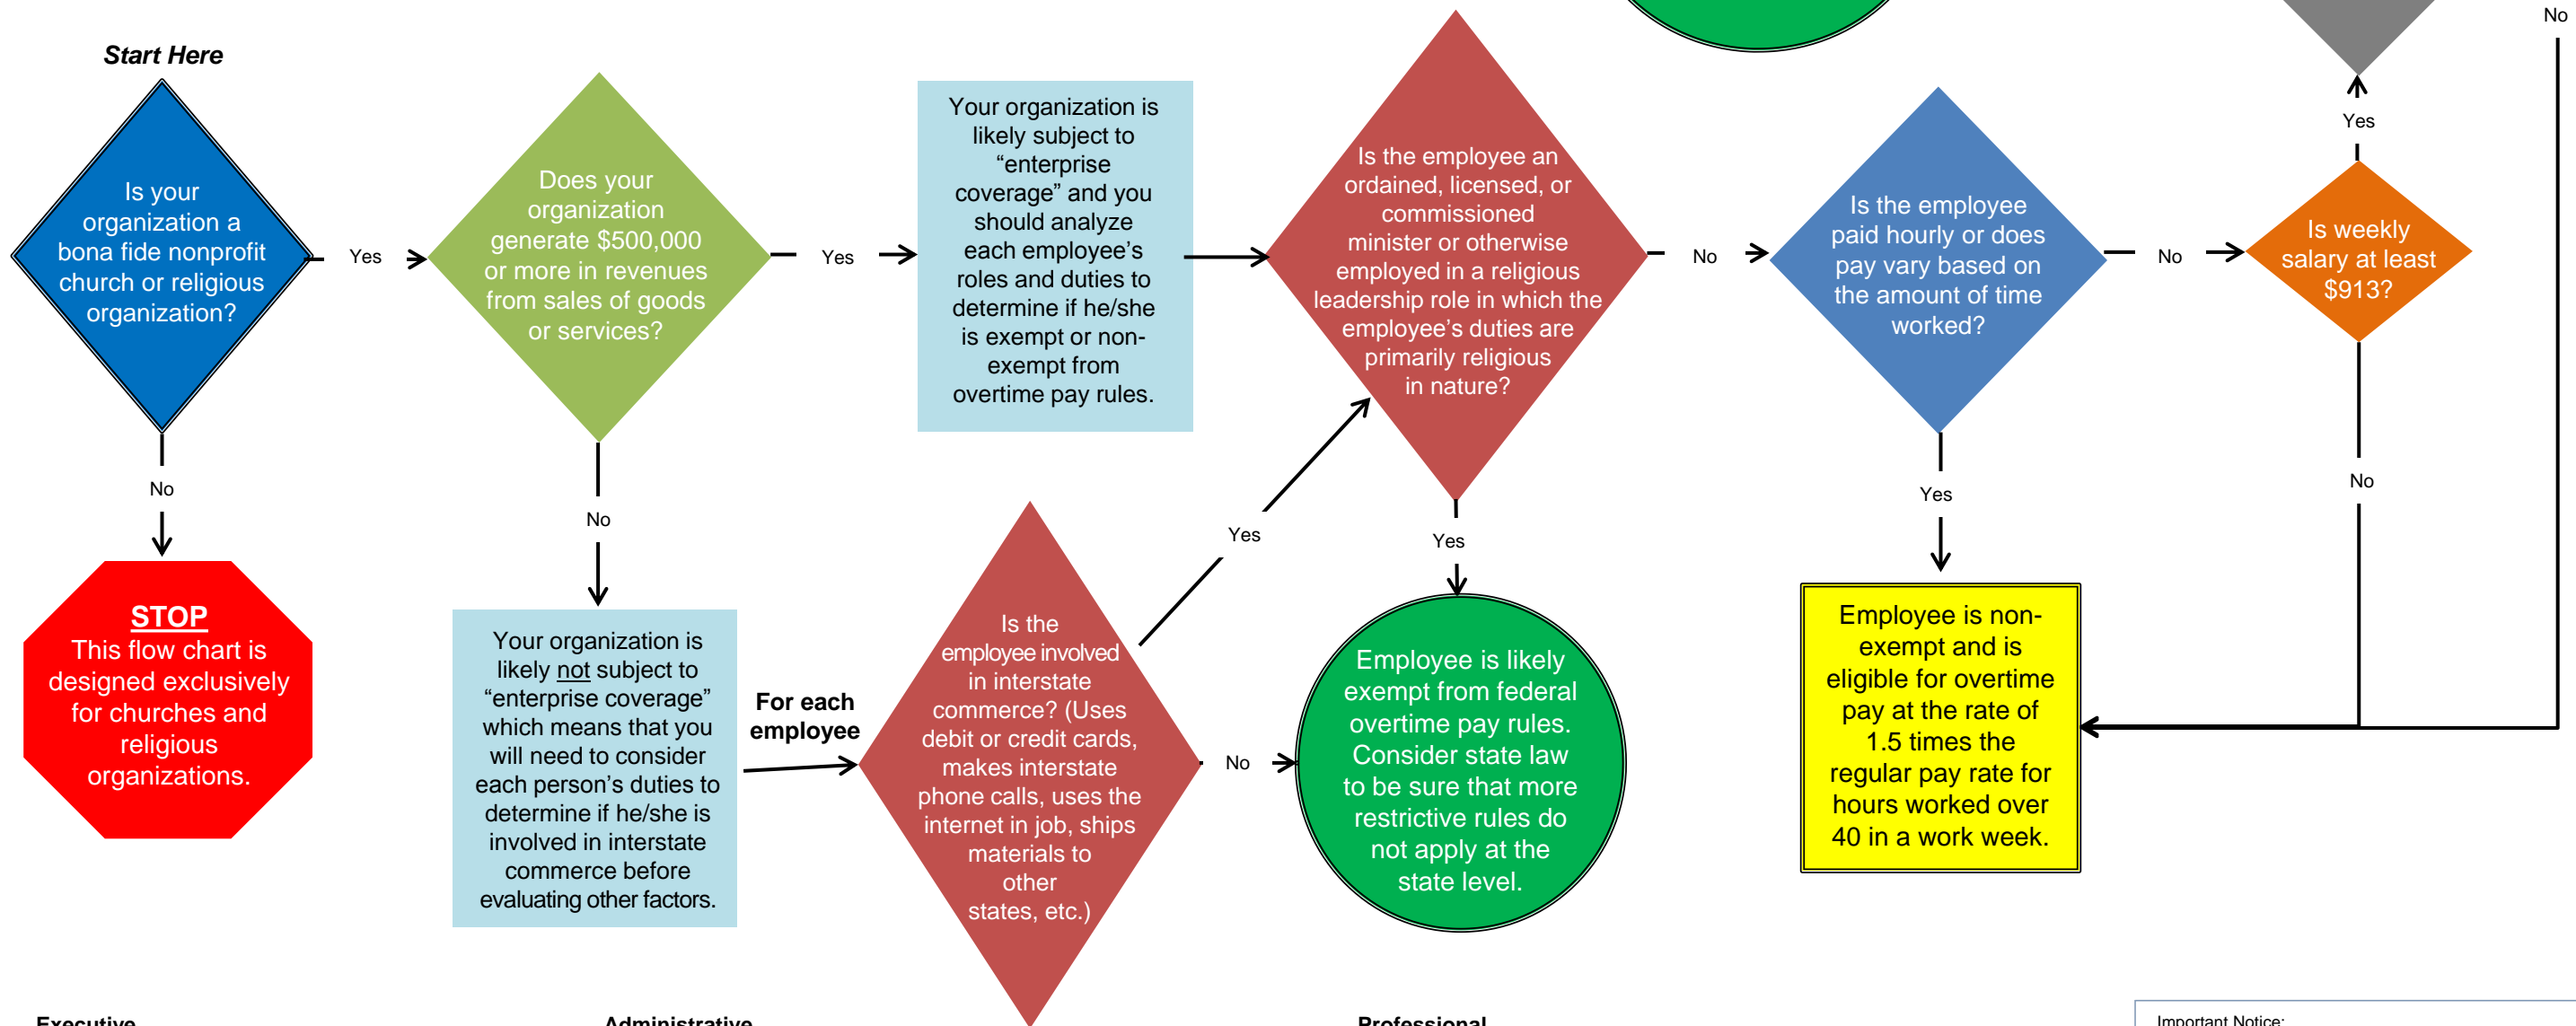 No
Start Here
Is your
organization a
bona fide nonprofit
church or religious
organization?
Yes
No
STOP
This flow chart is
designed exclusively
for churches and
religious
organizations.
Does your
organization
generate $500,000
or more in revenues
from sales of goods
or services?
Yes
No
Your organization is
likely not subject to
“enterprise coverage”
which means that you
will need to consider
each person’s duties to
determine if he/she is
involved in interstate
commerce before
evaluating other factors.
For each
employee
Your organization is
likely subject to
“enterprise
coverage” and you
should analyze
each employee’s
roles and duties to
determine if he/she
is exempt or non-
exempt from
overtime pay rules.
Is the
employee involved
in interstate
commerce? (Uses
debit or credit cards,
makes interstate
phone calls, uses the
internet in job, ships
materials to
other
states, etc.)
Yes
No
Is the employee an
ordained, licensed, or
commissioned
minister or otherwise
employed in a religious
leadership role in which the
employee’s duties are
primarily religious
in nature?
No
Yes
Employee is likely
exempt from federal
overtime pay rules.
Consider state law
to be sure that more
restrictive rules do
not apply at the
state level.
Is the employee
paid hourly or does
pay vary based on
the amount of time
worked?
No
Yes
Employee is non-
exempt and is
eligible for overtime
pay at the rate of
1.5 times the
regular pay rate for
hours worked over
40 in a work week.
Yes
Is weekly
salary at least
$913?
No
Executive
Administrative
Professional
Important Notice: